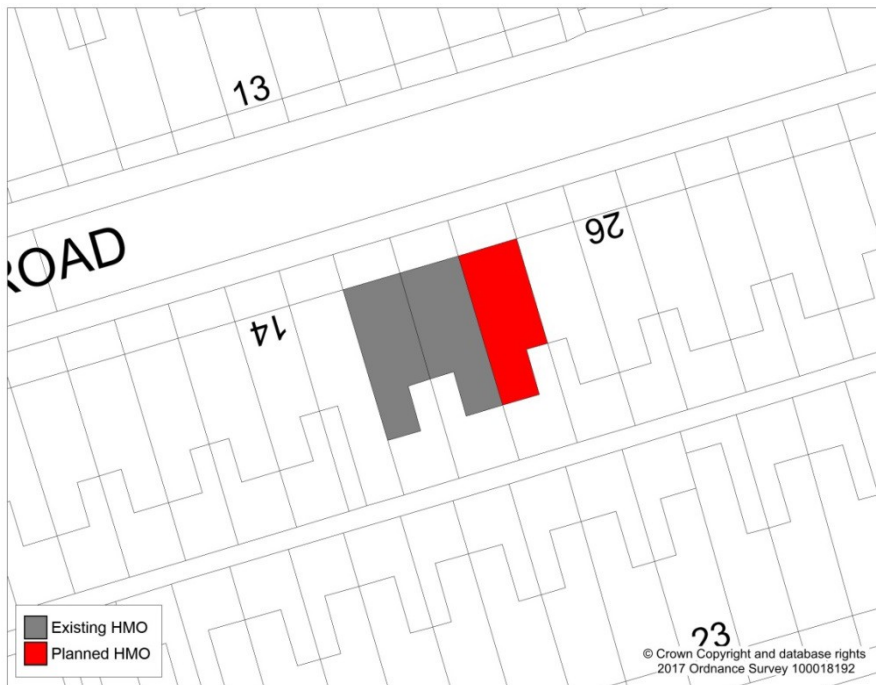 13
ROAD
26
14
23
Existing HMO
Planned HMO
© Crown Copyright and database rights
2017 Ordnance Survey 100018192